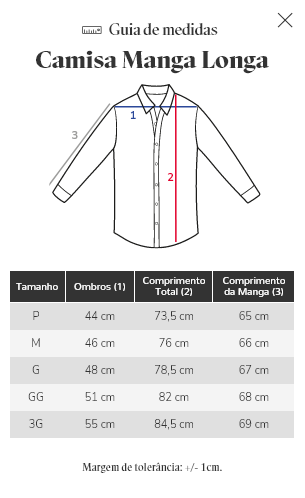 Guia de medidas
Camisa Manga Longa
3
1
2
Tamanho Ombros (1) Comprimento Total (2) Comprimento da Manga (3)
P 44 cm 73,5 cm 65 cm
M 46 cm 76 cm 66 cm
G 48 cm 78,5 cm 67 cm
GG 51 cm 82 cm 68 cm
3G 55 cm 84,5 cm 69 cm
Margem de tolerância: +/- 1cm.